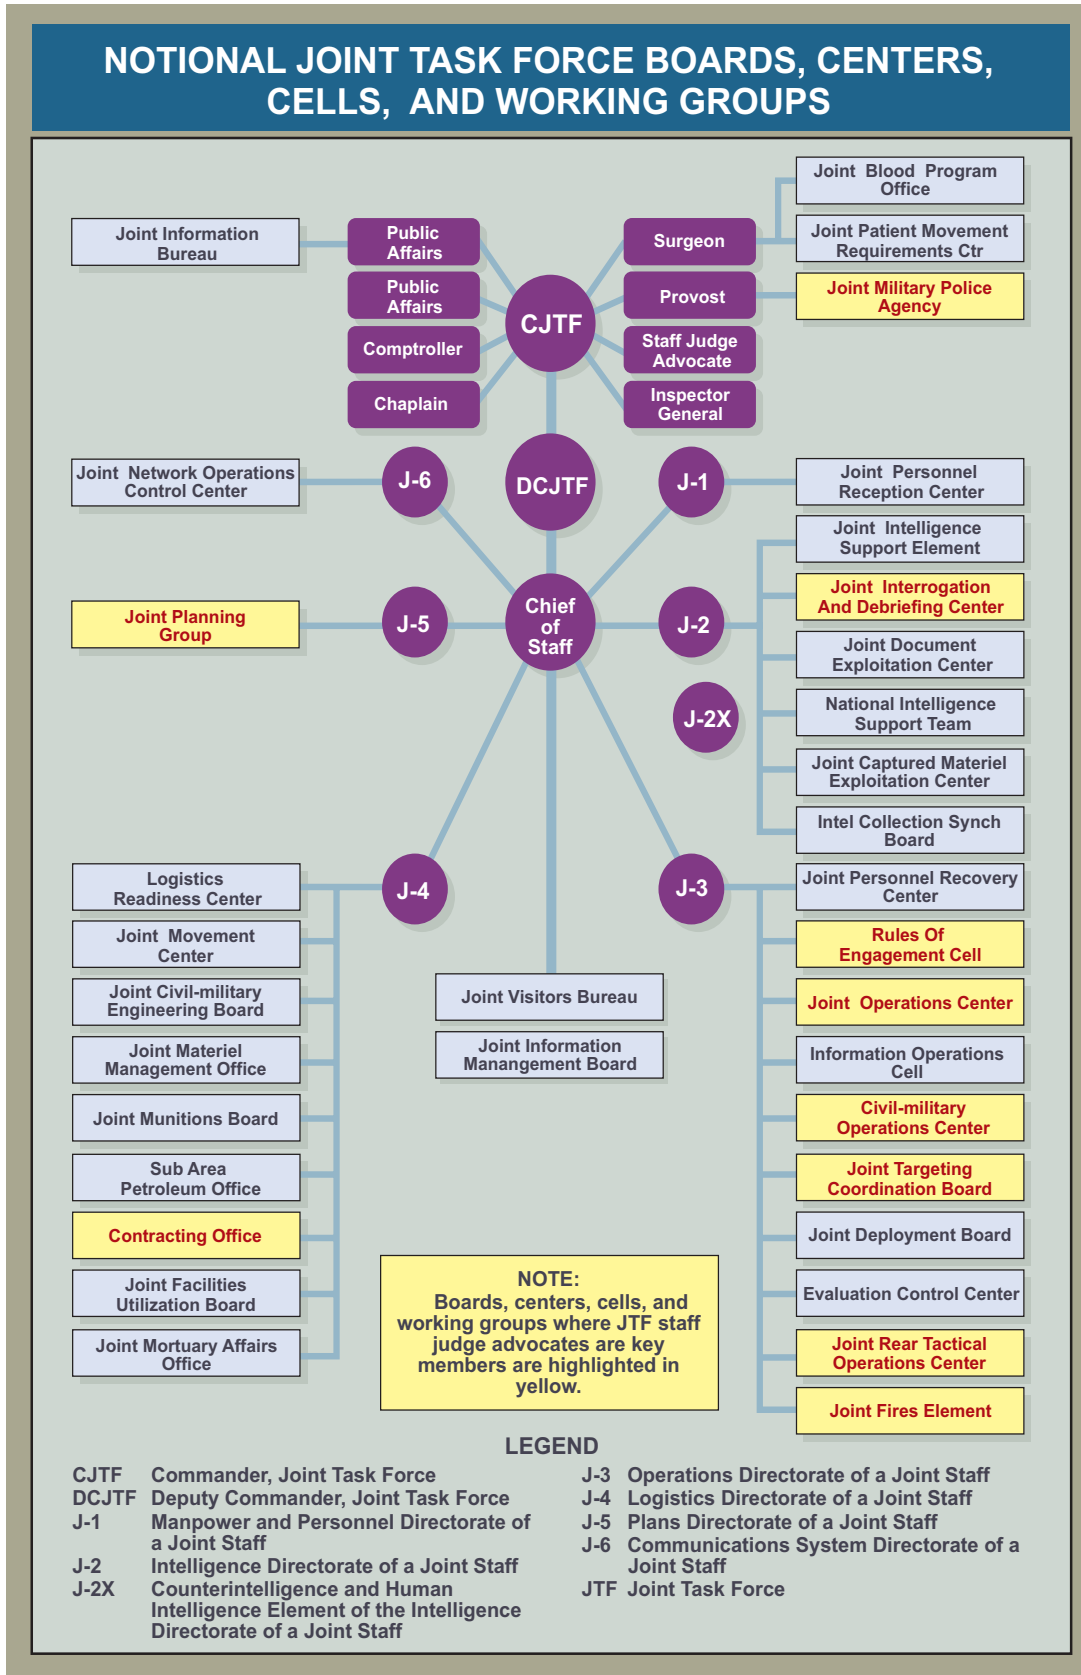 NOTIONAL JOINT TASK FORCE BOARDS, CENTERS,
CELLS, AND WORKING GROUPS
Joint Blood Program
Office
Joint Information
Bureau
Public
Affairs
Surgeon
Joint Patient Movement
Requirements Ctr
Public
Affairs
CJTF
Provost
Joint Military Police
Agency
Comptroller
Staff Judge
Advocate
Chaplain
Inspector
General
Joint Network Operations
Control Center
J-6
DCJTF
J-1
Joint Personnel
Reception Center
Joint Intelligence
Support Element
Joint Interrogation
And Debriefing Center
Joint Planning
Group
J-5
Chief
of
Staff
J-2
Joint Document
Exploitation Center
J-2X
National Intelligence
Support Team
Joint Captured Materiel
Exploitation Center
Intel Collection Synch
Board
Logistics
Readiness Center
J-4
J-3
Joint Personnel Recovery
Center
Joint Movement
Center
Rules Of
Engagement Cell
Joint Civil-military
Engineering Board
Joint Visitors Bureau
Joint Operations Center
Joint Materiel
Management Office
Joint Information
Manangement Board
Information Operations
Cell
Joint Munitions Board
Civil-military
Operations Center
Sub Area
Petroleum Office
Joint Targeting
Coordination Board
Contracting Office
Joint Deployment Board
Joint Facilities
Utilization Board
Evaluation Control Center
Joint Mortuary Affairs
Office
Joint Rear Tactical
Operations Center
Joint Fires Element
NOTE:
Boards, centers, cells, and
working groups where JTF staff
judge advocates are key
members are highlighted in
yellow.
LEGEND
CJTF Commander, Joint Task Force
DCJTF Deputy Commander, Joint Task Force
J-1 Manpower and Personnel Directorate of
a Joint Staff
J-2 Intelligence Directorate of a Joint Staff
J-2X Counterintelligence and Human
Intelligence Element of the Intelligence
Directorate of a Joint Staff
J-3 Operations Directorate of a Joint Staff
J-4 Logistics Directorate of a Joint Staff
J-5 Plans Directorate of a Joint Staff
J-6 Communications System Directorate of a
Joint Staff
JTF Joint Task Force